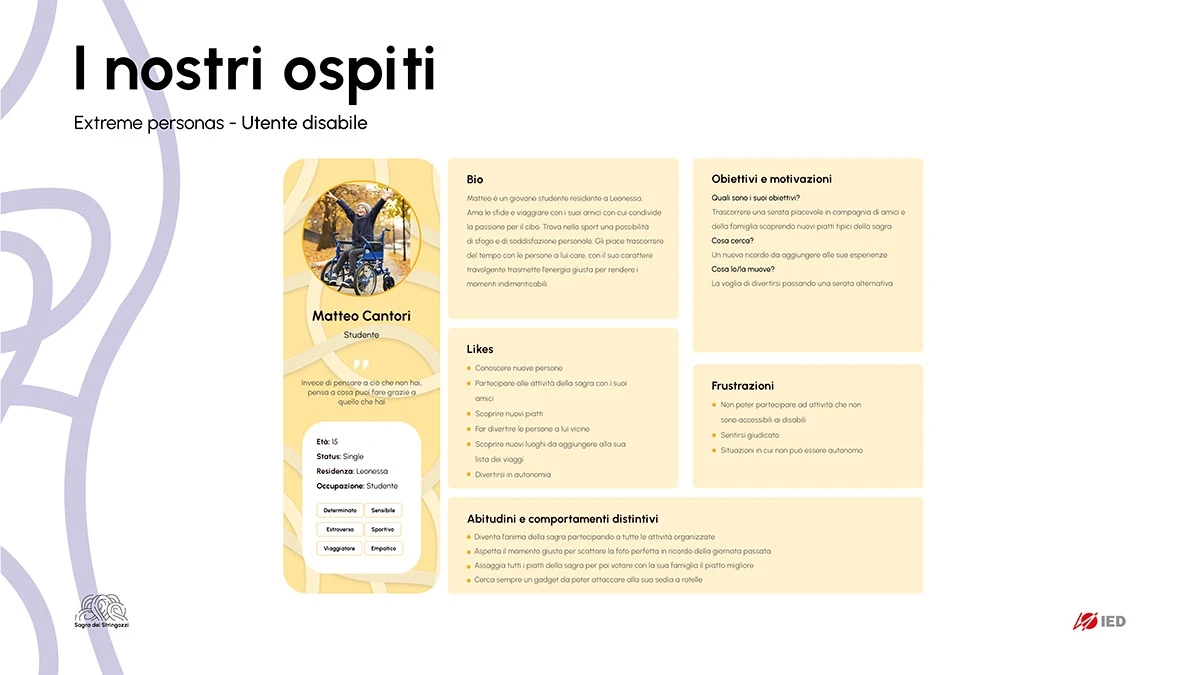 I nostri ospiti
Extreme personas - Utente disabile
Matteo Cantori
Studente
Invece di pensare a ciò che non hai,
pensa a cosa puoi fare grazie a
quello che hai
Età: 15
Status: Single
Residenza: Leonessa
Occupazione: Studente
Determinato Sensibile
Estroverso Sportivo
Viaggiatore Empatico
Bio
Matteo è un giovane studente residente a Leonessa.
Ama le sfide e viaggiare con i suoi amici con cui condivide
la passione per il cibo. Trova nello sport una possibilità
di sfogo e di soddisfazione personale. Gli piace trascorrere
del tempo con le persone a lui care, con il suo carattere
travolgente trasmette l'energia giusta per rendere i
momenti indimenticabili.
Likes
Conoscere nuove persone
Partecipare alle attività della sagra con i suoi
amici
Scoprire nuovi piatti
Far divertire le persone a lui vicine
Scoprire nuovi luoghi da aggiungere alla sua
lista dei viaggi
Divertirsi in autonomia
Obiettivi e motivazioni
Quali sono i suoi obiettivi?
Trascorrere una serata piacevole in compagnia di amici e
della famiglia scoprendo nuovi piatti tipici della sagra
Cosa cerca?
Un nuovo ricordo da aggiungere alle sue esperienze
Cosa lo/la muove?
La voglia di divertirsi passando una serata alternativa
Frustrazioni
Non poter partecipare ad attività che non
sono accessibili ai disabili
Sentirsi giudicato
Situazioni in cui non può essere autonomo
Abitudini e comportamenti distintivi
Diventa l'anima della sagra partecipando a tutte le attività organizzate
Aspetta il momento giusto per scattare la foto perfetta in ricordo della giornata passata
Assaggia tutti i piatti della sagra per poi votare con la sua famiglia il piatto migliore
Cerca sempre un gadget da poter attaccare alla sua sedia a rotelle
Sagra dei Stringozzi
IED